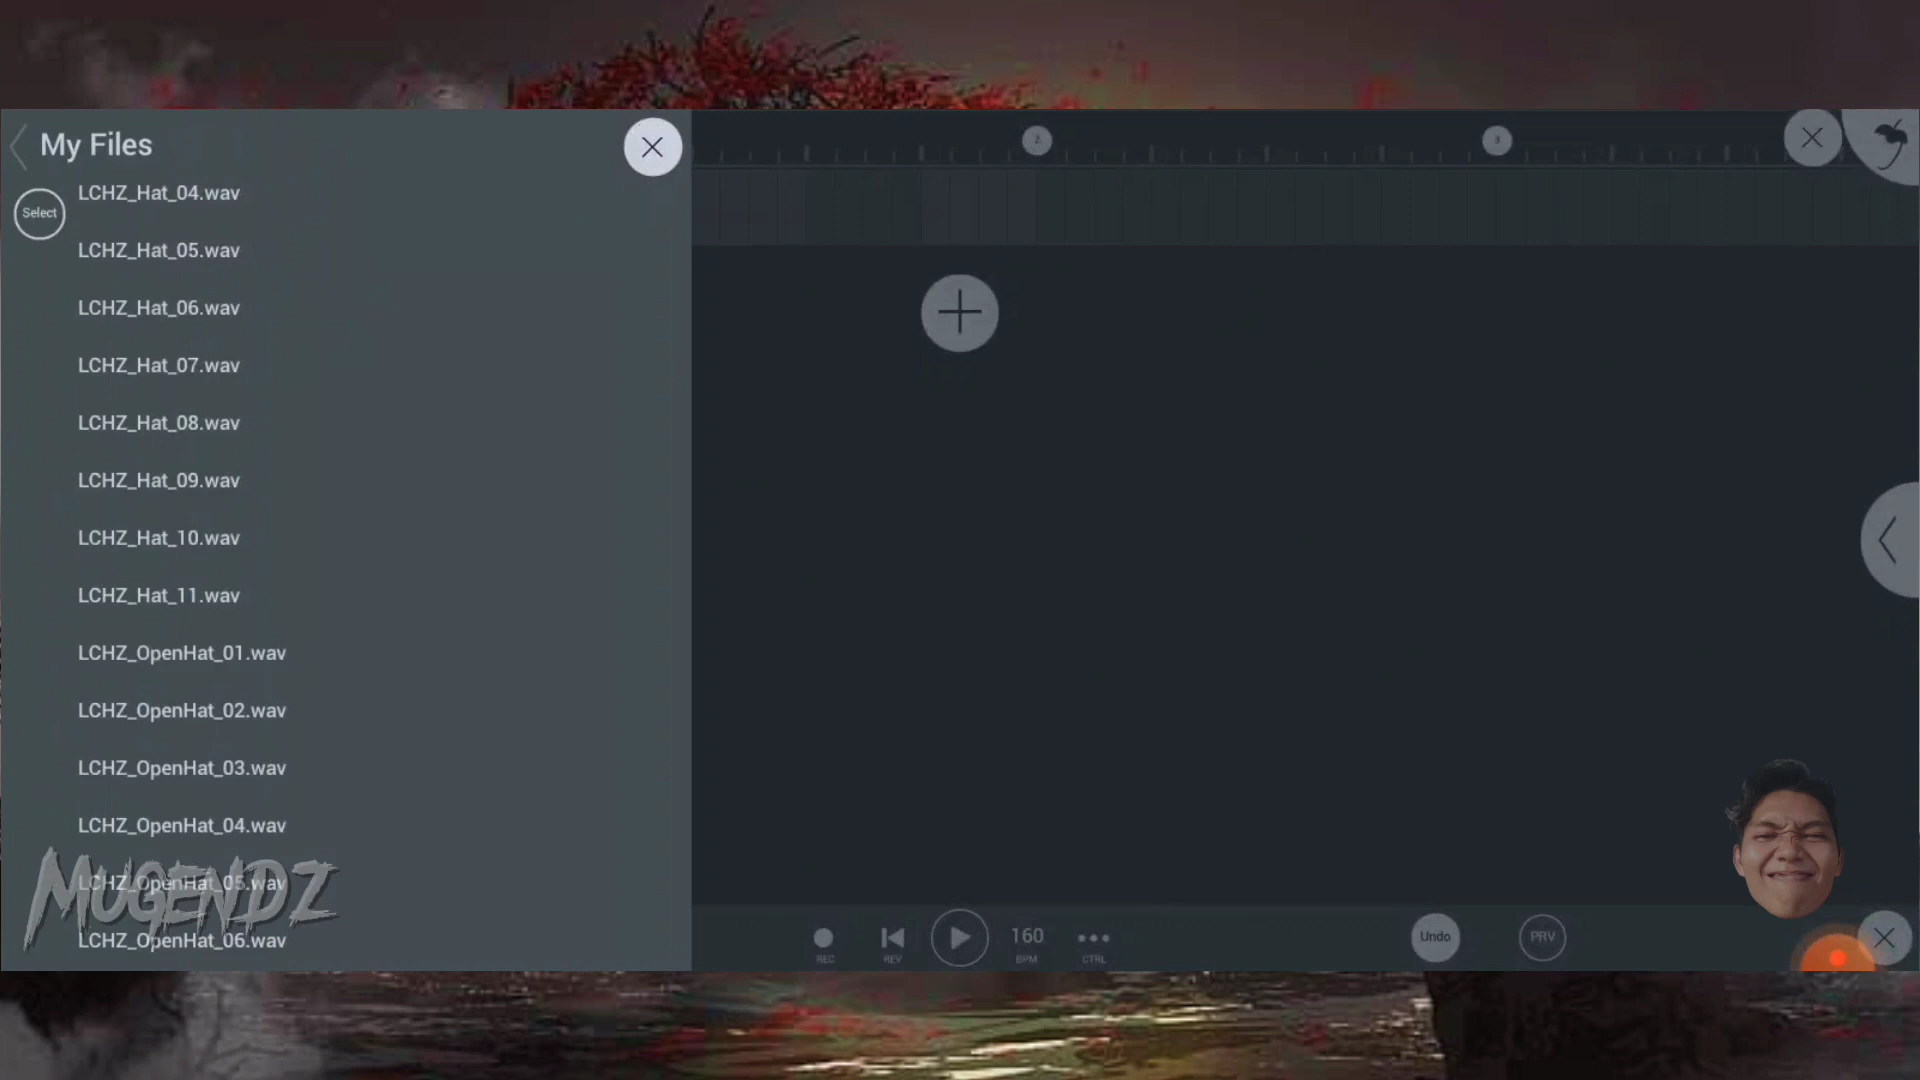 My Files
Select
LCHZ_Hat_04.wav
LCHZ_Hat_05.wav
LCHZ_Hat_06.wav
LCHZ_Hat_07.wav
LCHZ_Hat_08.wav
LCHZ_Hat_09.wav
LCHZ_Hat_10.wav
LCHZ_Hat_11.wav
LCHZ_OpenHat_01.wav
LCHZ_OpenHat_02.wav
LCHZ_OpenHat_03.wav
LCHZ_OpenHat_04.wav
LCHZ_OpenHat_05.wav
LCHZ_OpenHat_06.wav
MUGENDZ
2
3
REC
REV
160
BPM
CTRL
Undo
PRV